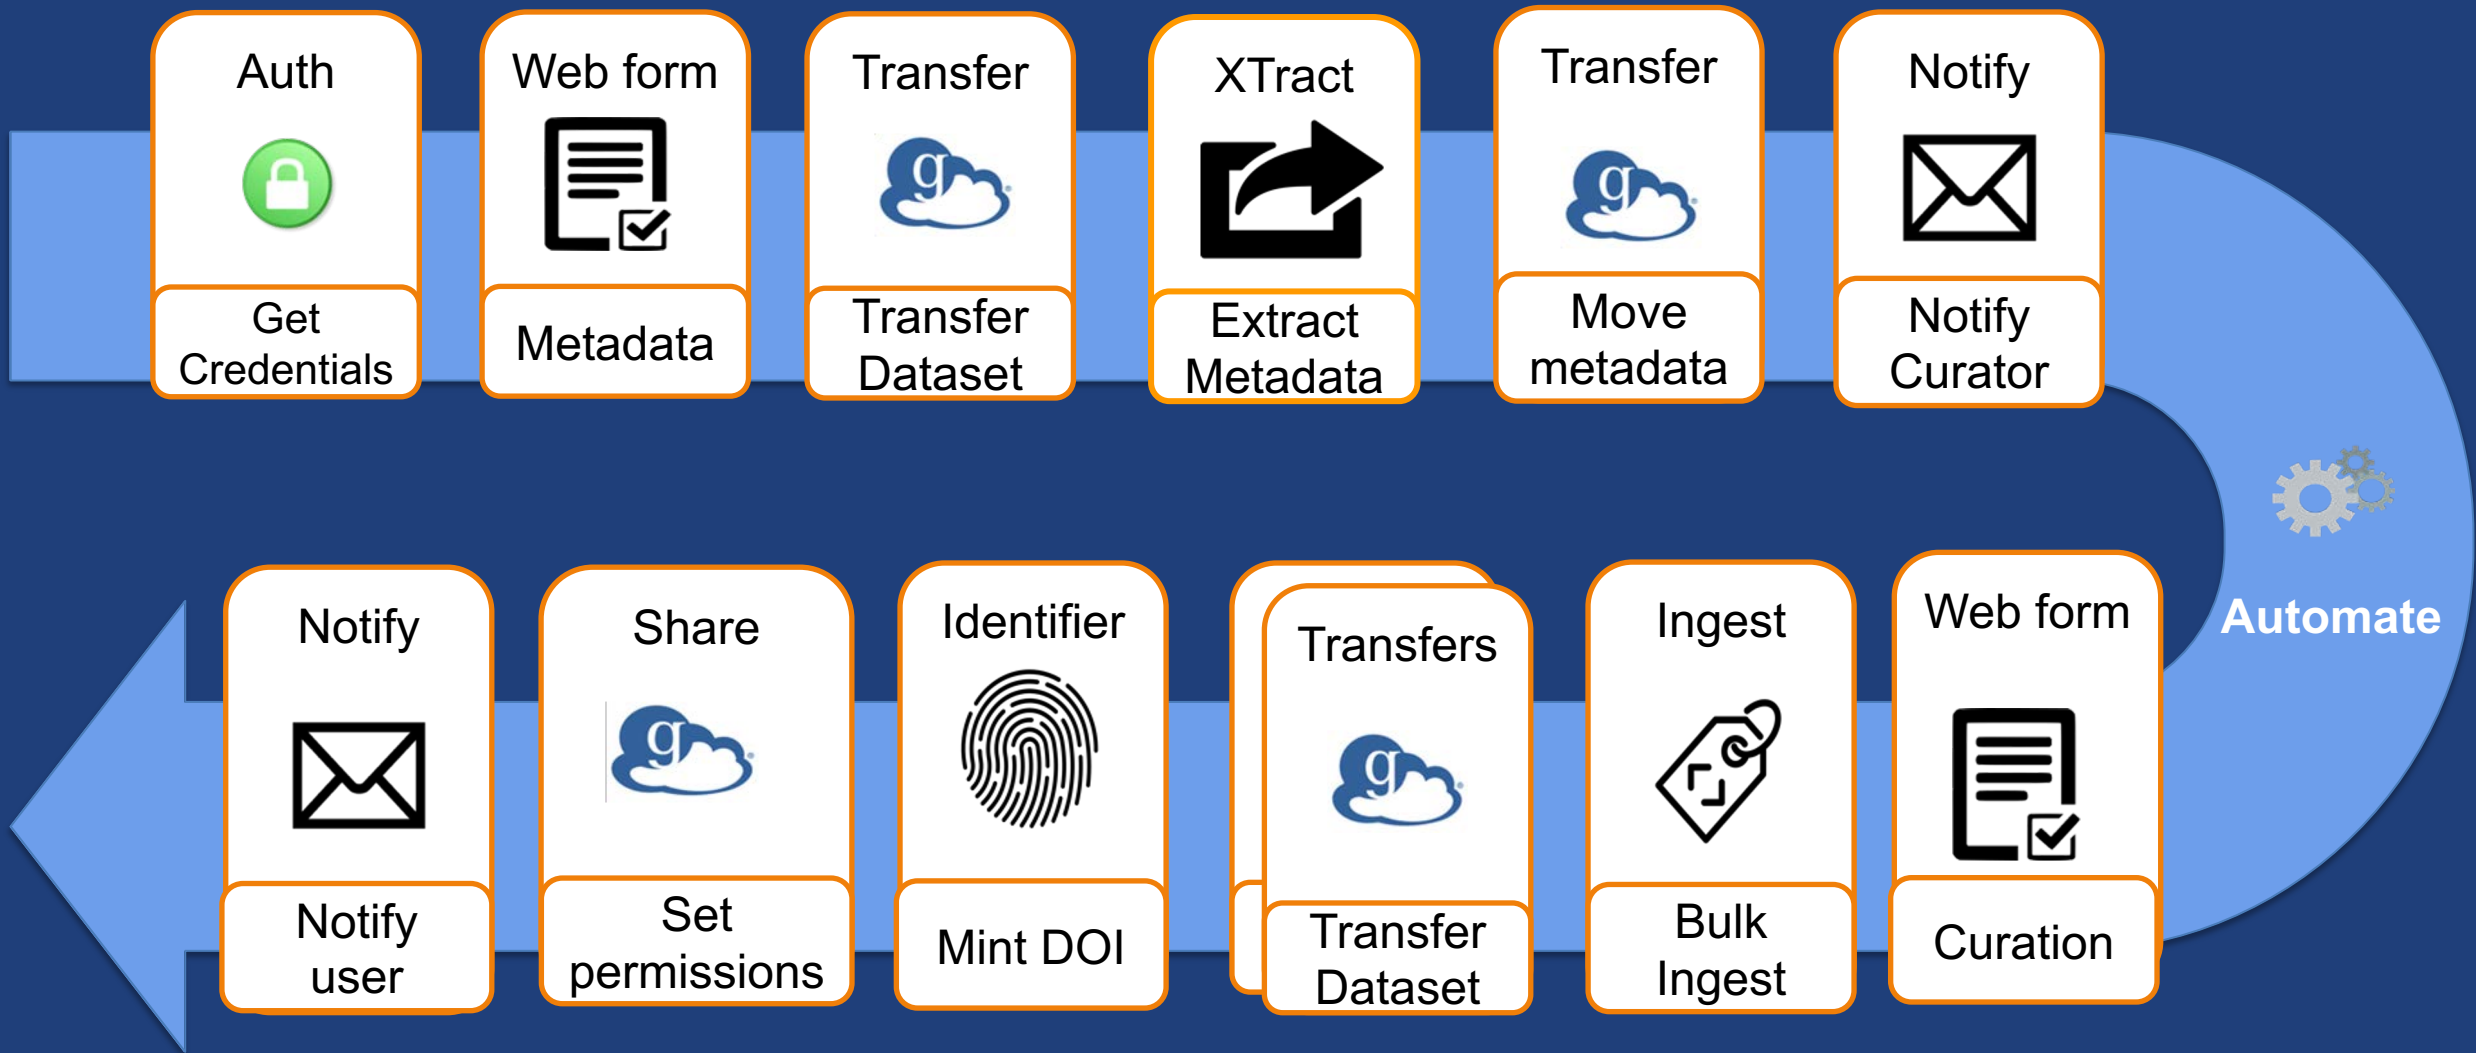 Auth
Get
Credentials
Web form
Metadata
Transfer
g
Transfer
Dataset
XTract
Extract
Metadata
Transfer
g
Move
metadata
Notify
Notify
Curator
Automate
Web form
Curation
Ingest
Bulk
Ingest
Transfers
g
Transfer
Dataset
Identifier
Mint DOI
Share
g
Set
permissions
Notify
Notify
user